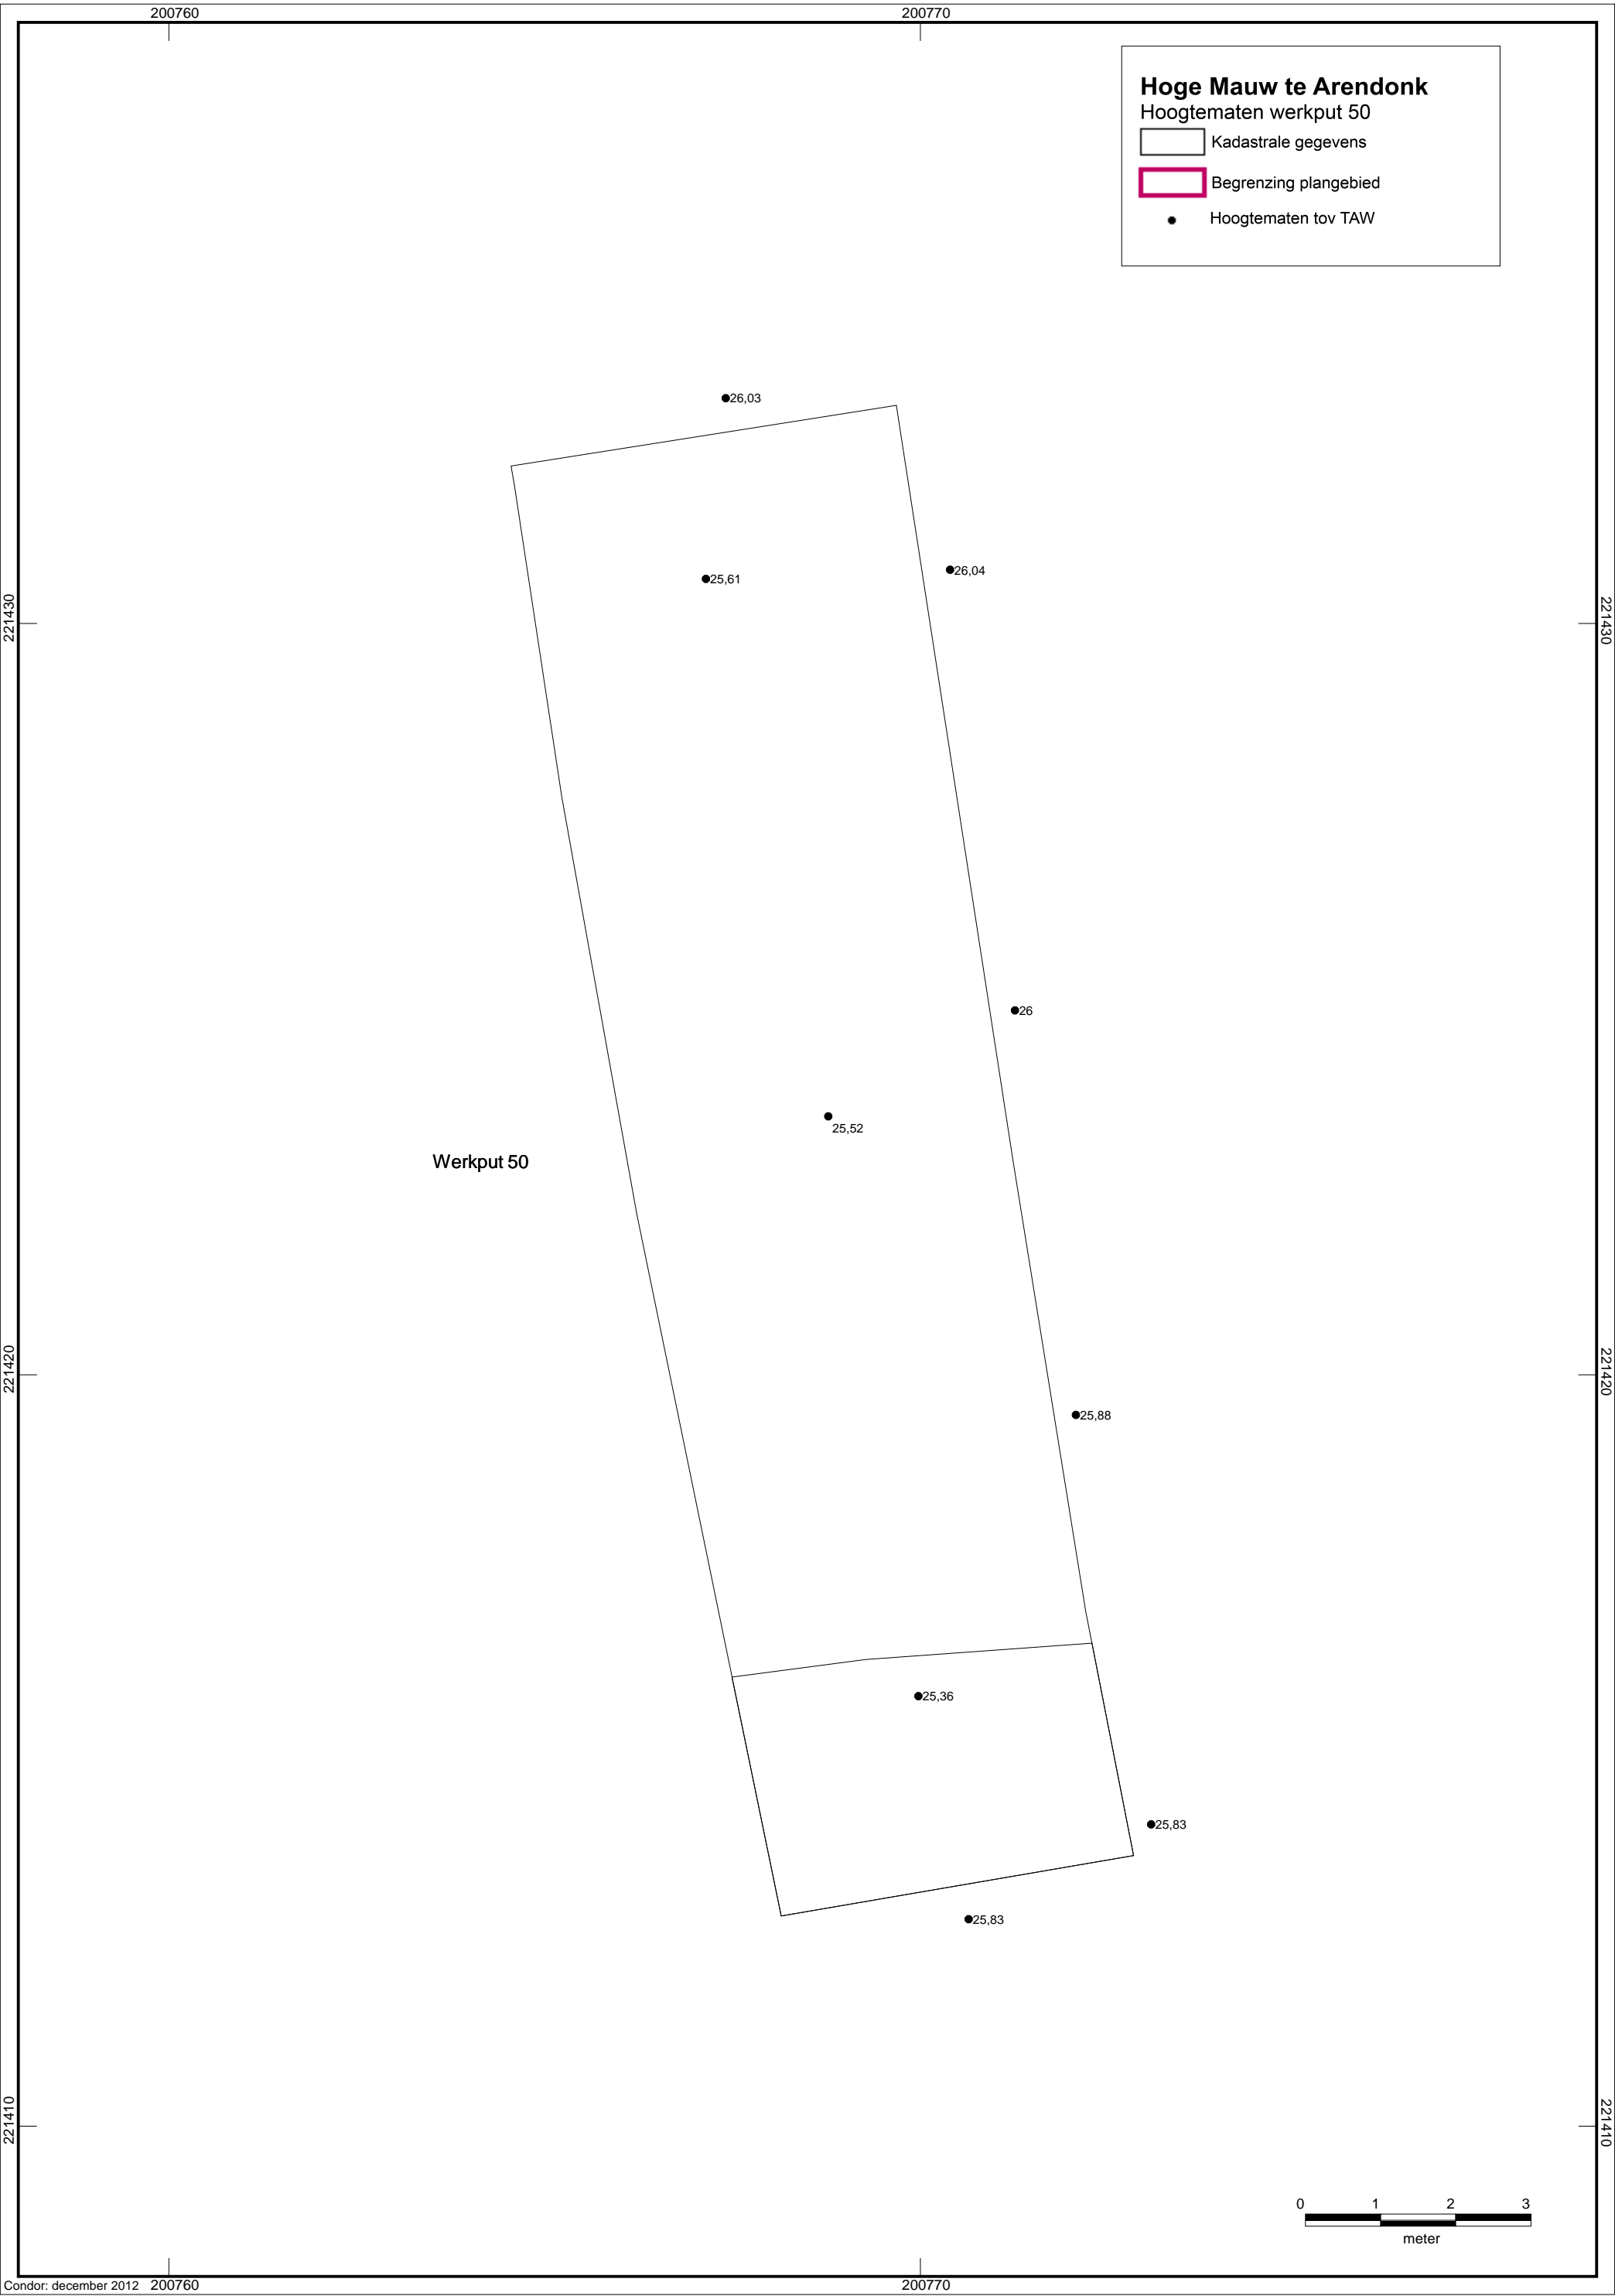 200760
200770
Hoge Mauw te Arendonk
Hoogtematen werkput 50
Kadastrale gegevens
Begrenzing plangebied
Hoogtematen tov TAW
26,03
26,04
25,61
221430
221430
26
25,52
Werkput 50
221420
221420
25,88
25,36
25,83
25,83
221410
221410
0 1 2 3
meter
Condor: december 2012
200760
200770